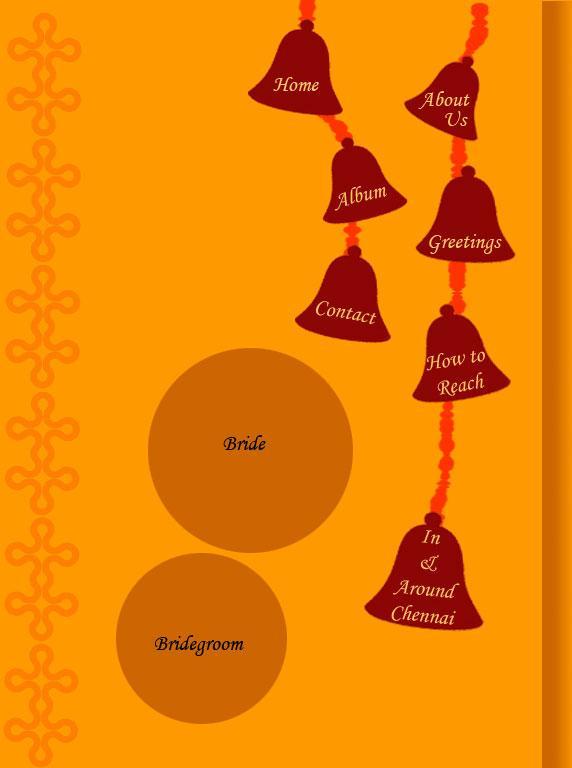 Home
About
Us
Album
Greetings
Contact
How to
Reach
Bride
In
&
Around
Chennai
Bridegroom